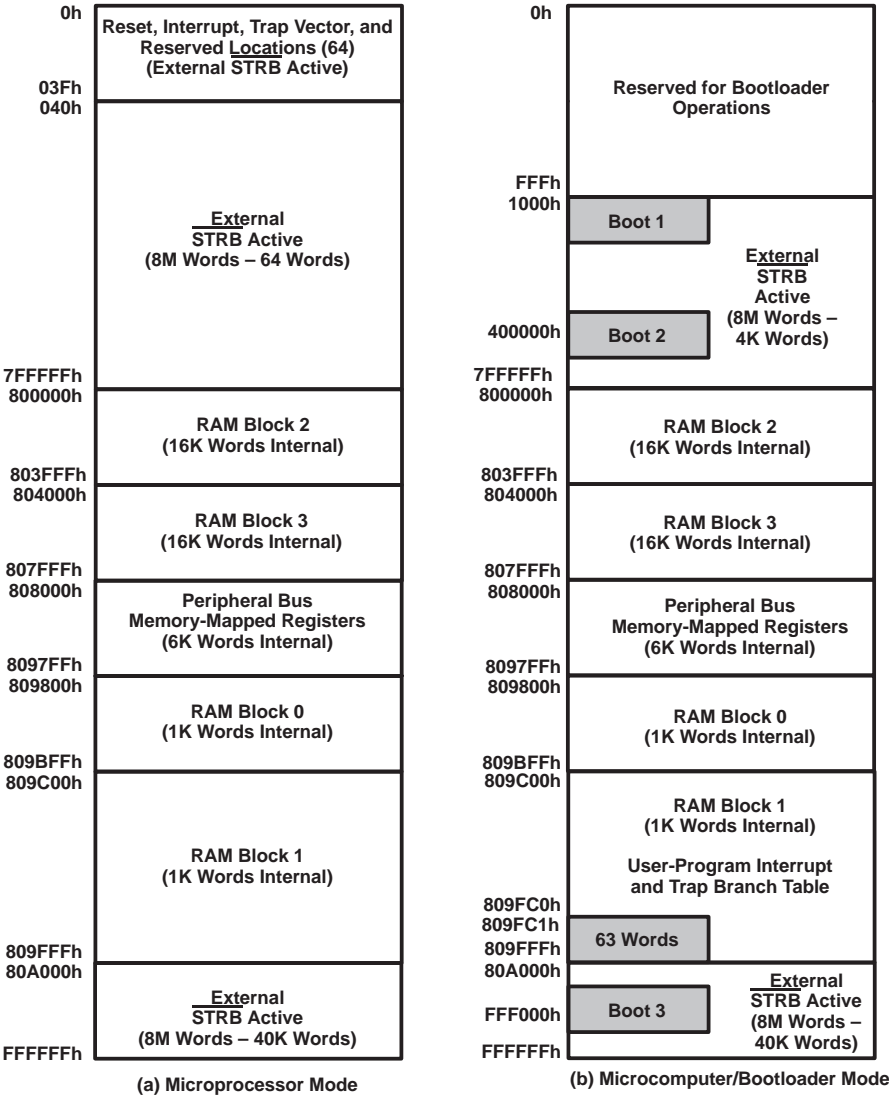 0h
Reset, Interrupt, Trap Vector, and
Reserved Locations (64)
(External STRB Active)
03Fh
040h
External
STRB Active
(8M Words – 64 Words)
7FFFFFh
800000h
RAM Block 2
(16K Words Internal)
803FFFh
804000h
RAM Block 3
(16K Words Internal)
807FFFh
808000h
Peripheral Bus
Memory-Mapped Registers
(6K Words Internal)
8097FFh
809800h
RAM Block 0
(1K Words Internal)
809BFFh
809C00h
RAM Block 1
(1K Words Internal)
809FFFh
80A000h
External
STRB Active
(8M Words – 40K Words)
FFFFFFh
(a) Microprocessor Mode
0h
Reserved for Bootloader
Operations
FFFh
1000h
Boot 1
External
STRB
Active
(8M Words –
4K Words)
400000h
Boot 2
7FFFFFh
800000h
RAM Block 2
(16K Words Internal)
803FFFh
804000h
RAM Block 3
(16K Words Internal)
807FFFh
808000h
Peripheral Bus
Memory-Mapped Registers
(6K Words Internal)
8097FFh
809800h
RAM Block 0
(1K Words Internal)
809BFFh
809C00h
RAM Block 1
(1K Words Internal)
User-Program Interrupt
and Trap Branch Table
809FC0h
809FC1h
63 Words
809FFFh
80A000h
External
STRB Active
(8M Words –
40K Words)
FFF000h
Boot 3
FFFFFFh
(b) Microcomputer/Bootloader Mode